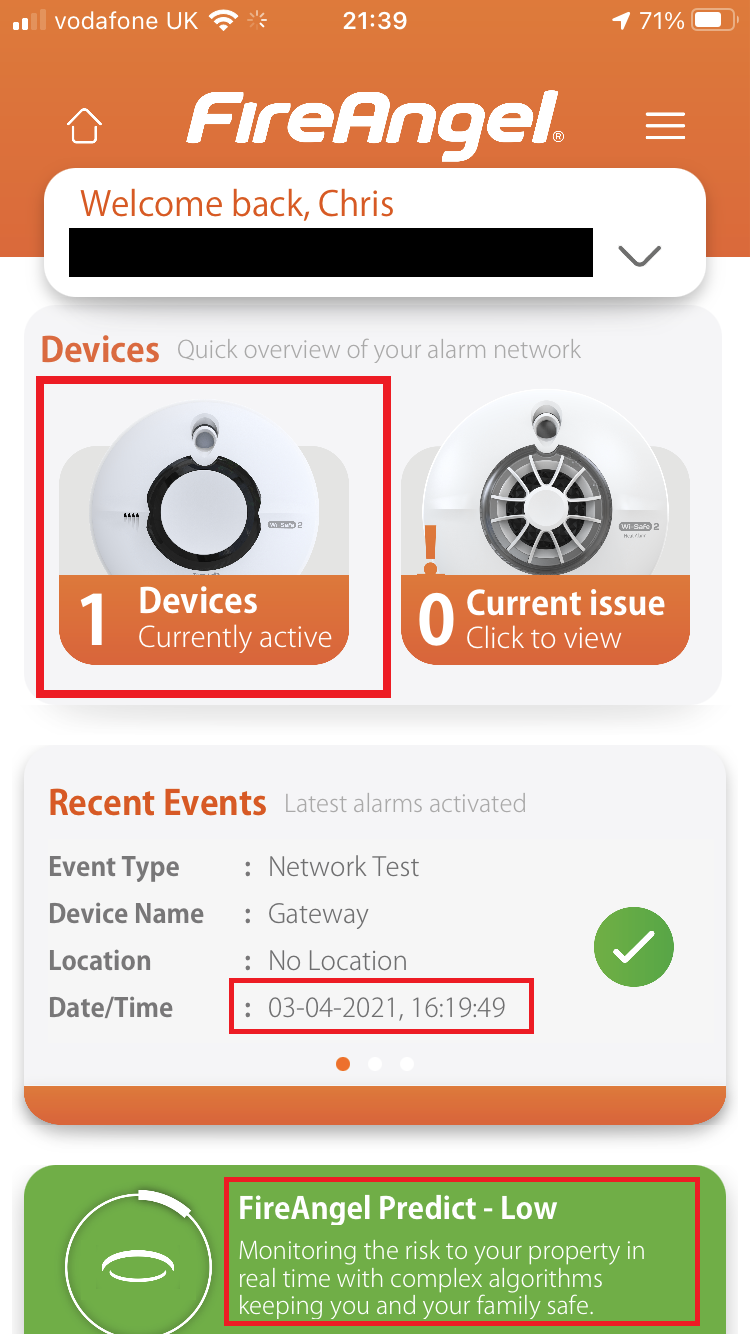 vodafone UK 21:39 71%
FireAngel®
Welcome back, Chris
Devices Quick overview of your alarm network
Wi-Safe 2
Wi-Safe 2
Heat Alarm
1 Devices
Currently active
0 Current issue
Click to view
Recent Events Latest alarms activated
Event Type : Network Test
Device Name : Gateway
Location : No Location
Date/Time : 03-04-2021, 16:19:49
FireAngel Predict - Low
Monitoring the risk to your property in
real time with complex algorithms
keeping you and your family safe.